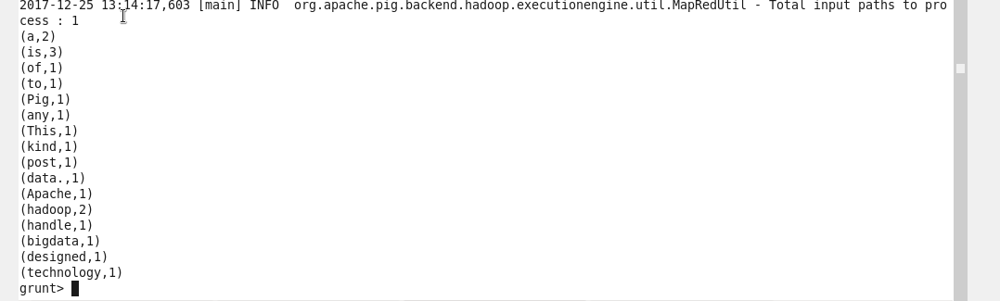 2017-12-25 13:14:17,603 [main] INFO  org.apache.pig.backend.hadoop.executionengine.util.MapRedUtil - Total input paths to pro
cess : 1
(a,2)
(is,3)
(of,1)
(to,1)
(Pig,1)
(any,1)
(This,1)
(kind,1)
(post,1)
(data.,1)
(Apache,1)
(hadoop,2)
(handle,1)
(bigdata,1)
(designed,1)
(technology,1)
grunt>